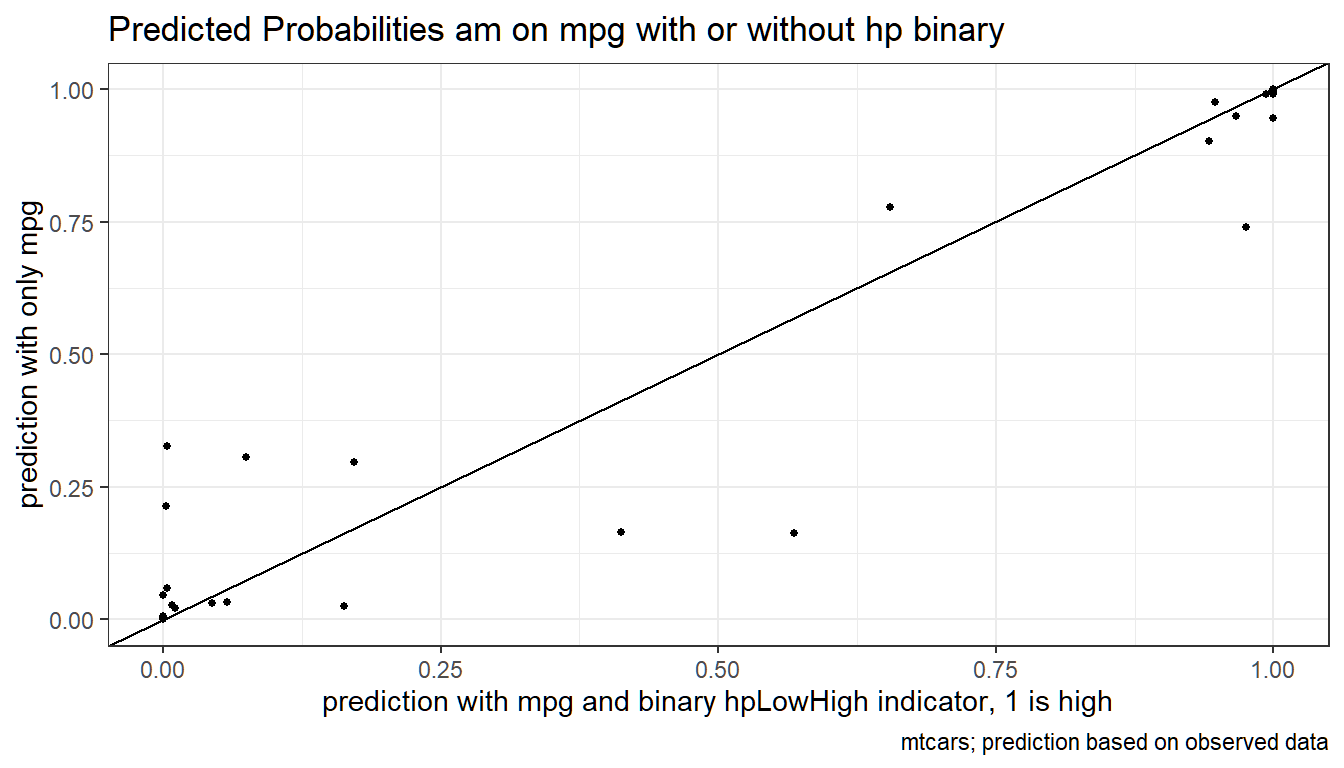 Predicted Probabilities am on mpg with or without hp binary
prediction with only mpg
1.00
0.75
0.50
0.25
0.00
0.00 0.25 0.50 0.75 1.00
prediction with mpg and binary hpLowHigh indicator, 1 is high
mtcars; prediction based on observed data